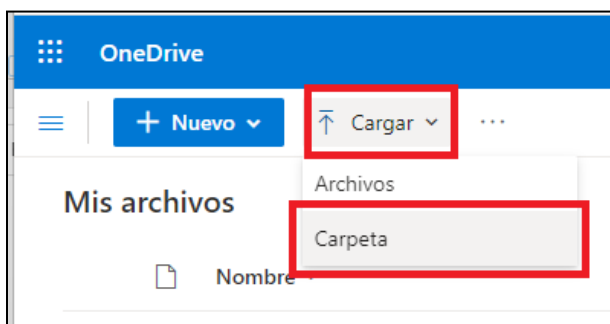 OneDrive
+ Nuevo Cargar ...
Archivos
Mis archivos
Carpeta
Nombre